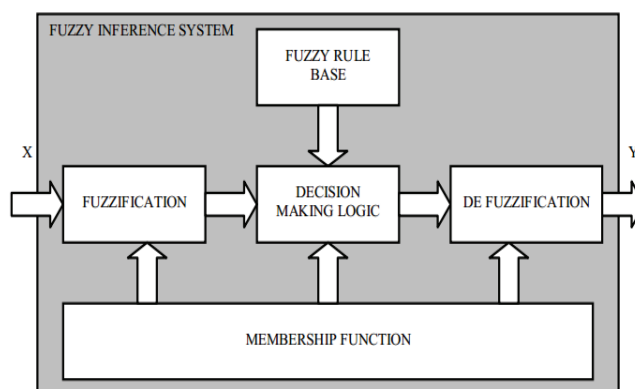 FUZZY INFERENCE SYSTEM
FUZZY RULE
BASE
X
Y
FUZZIFICATION
DECISION
MAKING LOGIC
DE FUZZIFICATION
MEMBERSHIP FUNCTION